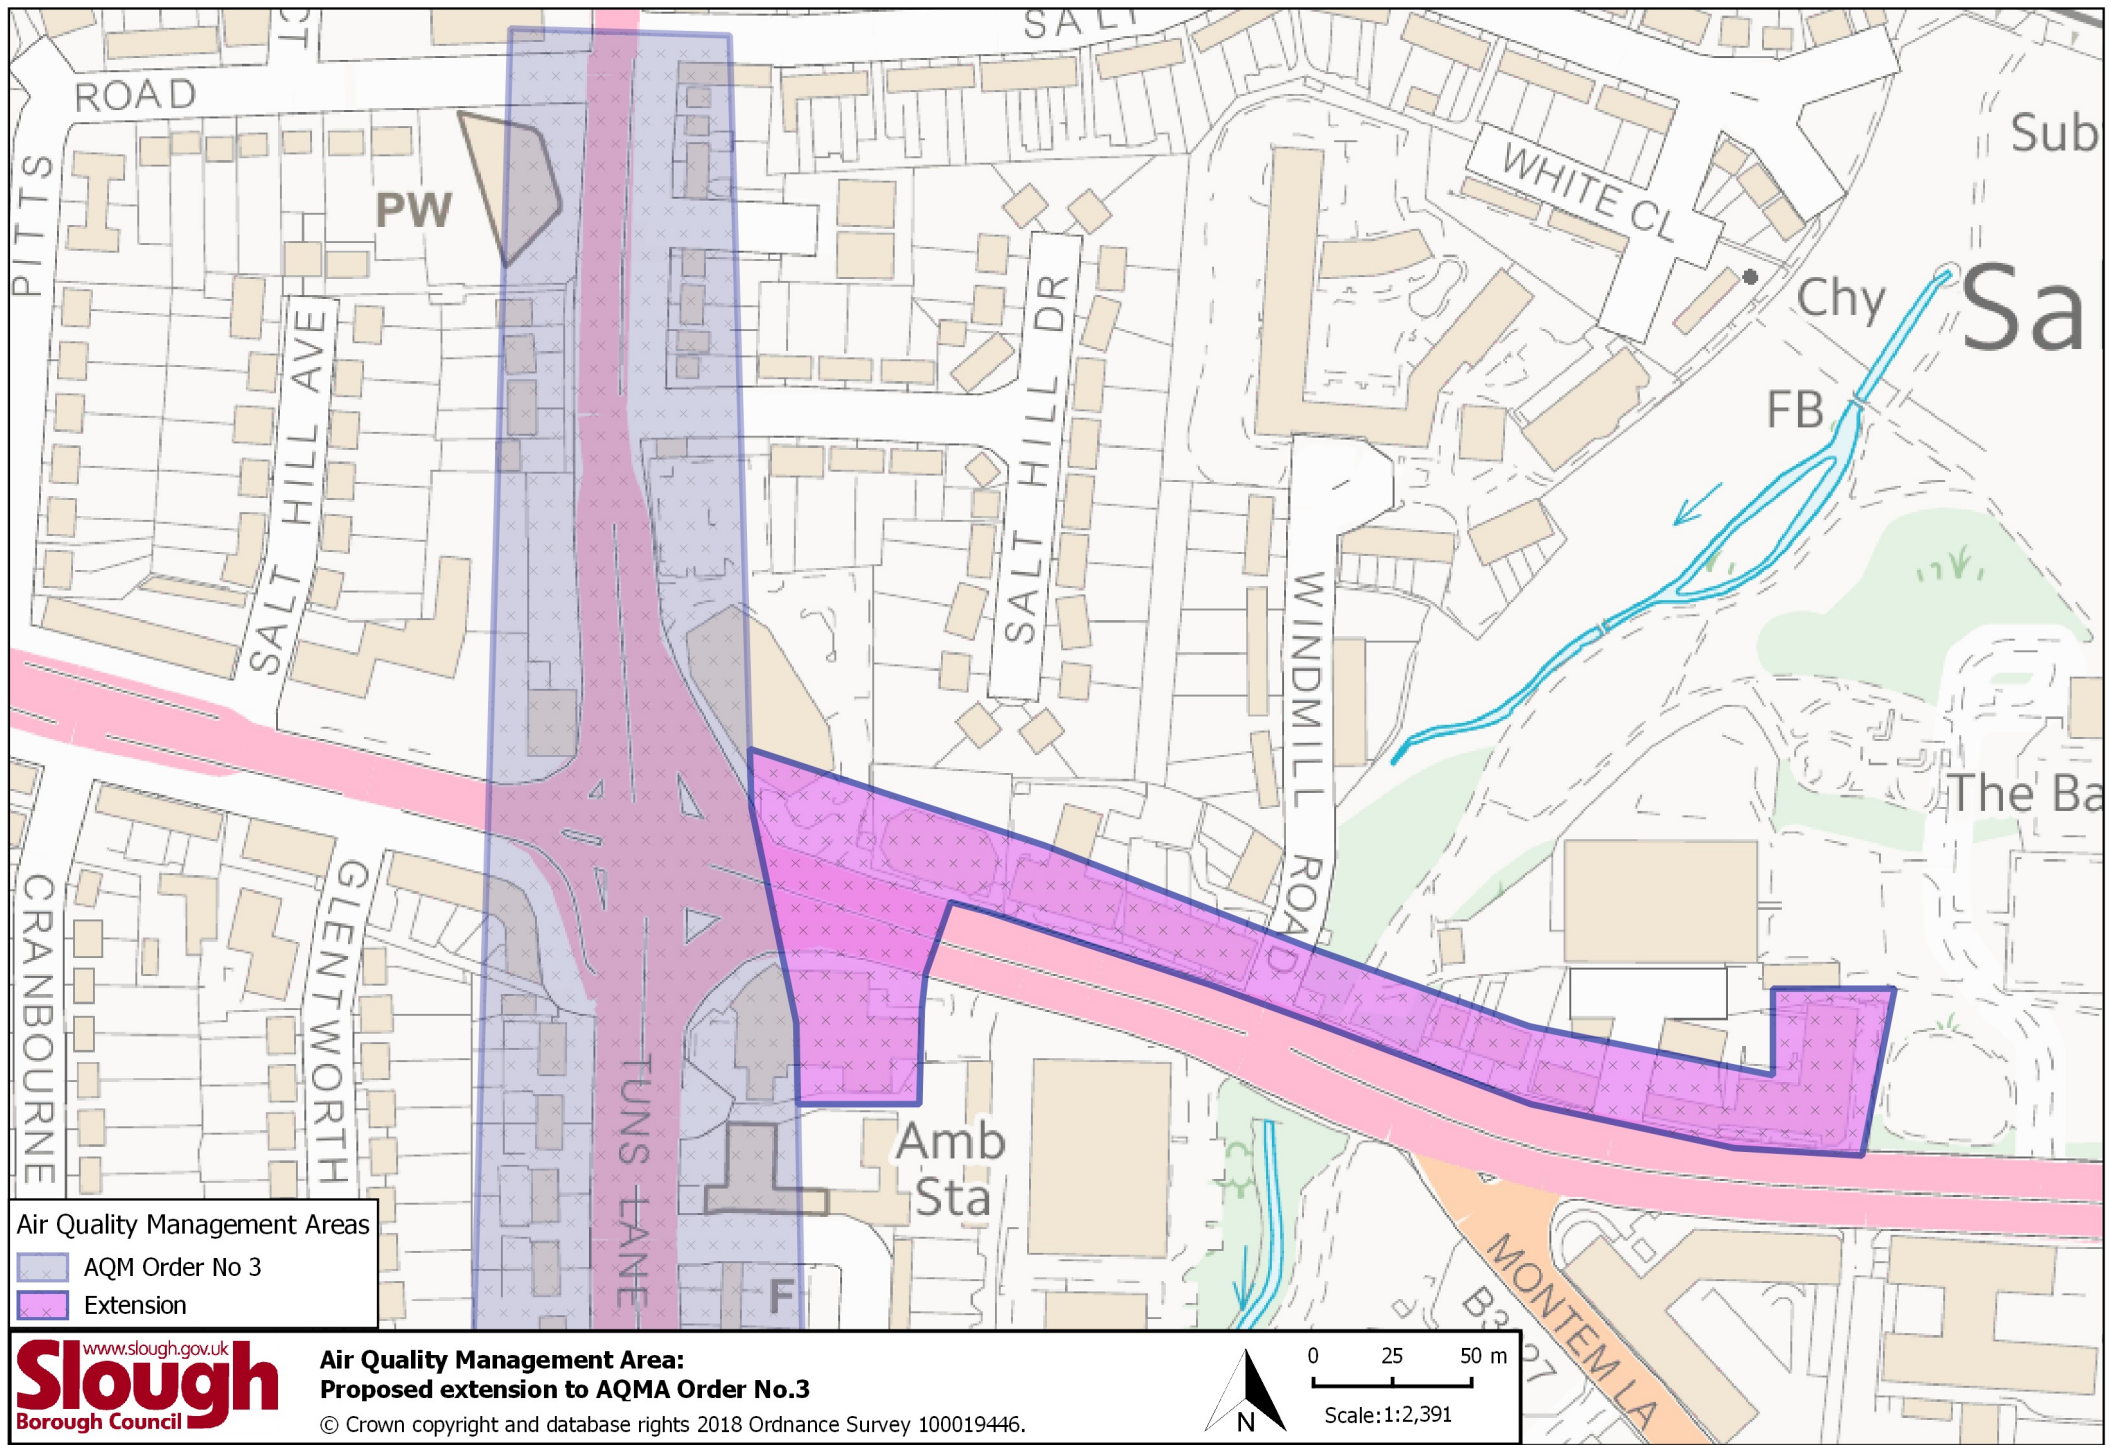 SALT
CT
ROAD
PITTS
PW
WHITE CL
Sub
Chy
Sa
FB
SALT HILL AVE
SALT HILL DR
WINDMILL ROAD
The Ba
CRANBOURNE
GLENTWORTH
TUNS LANE
Amb
Sta
F
MONTEM LA
Air Quality Management Areas
AQM Order No 3
Extension
www.slough.gov.uk
Slough
Borough Council
Air Quality Management Area:
Proposed extension to AQMA Order No.3
© Crown copyright and database rights 2018 Ordnance Survey 100019446.
N
0 25 50 m
Scale:1:2,391